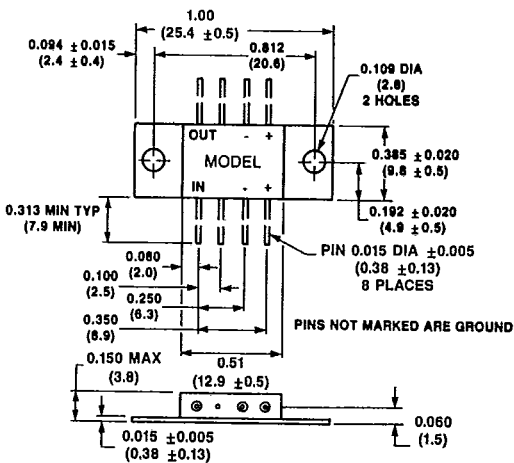 1.00
(25.4 ±0.5)
0.094 ±0.015
(2.4 ±0.4)
0.812
(20.6)
0.109 DIA
(2.8)
2 HOLES
OUT - +
MODEL
IN - +
0.385 ±0.020
(9.8 ±0.5)
0.313 MIN TYP
(7.9 MIN)
0.192 ±0.020
(4.9 ±0.5)
PIN 0.015 DIA ±0.005
(0.38 ±0.13)
8 PLACES
0.080
(2.0)
0.100
(2.5)
0.250
(6.3)
0.350
(8.9)
PINS NOT MARKED ARE GROUND
0.150 MAX
(3.8)
0.51
(12.9 ±0.5)
0.015 ±0.005
(0.38 ±0.13)
0.060
(1.5)